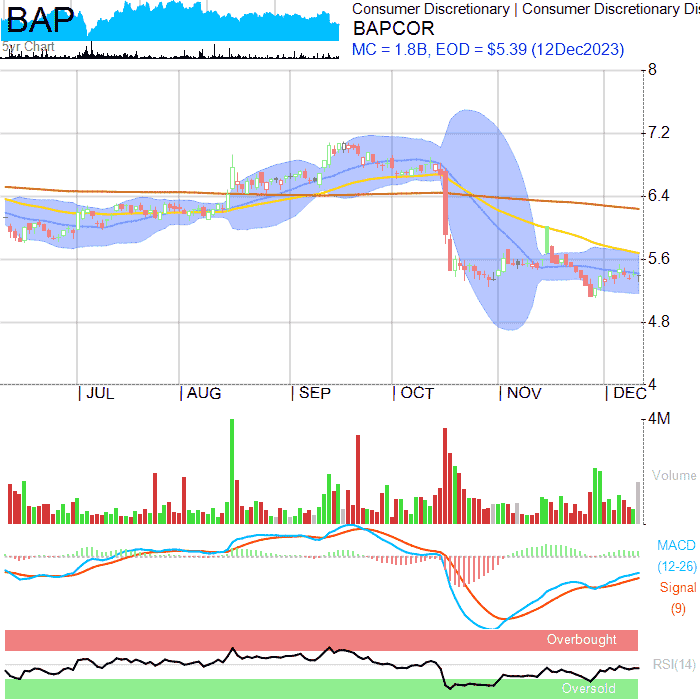 BAP
5yr Chart
Consumer Discretionary | Consumer Discretionary Dis
BAPCOR
MC = 1.8B, EOD = $5.39 (12Dec2023)
8
7.2
6.4
5.6
4.8
4
| JUL
| AUG
| SEP
| OCT
| NOV
| DEC
4M
Volume
MACD
(12-26)
Signal
(9)
Overbought
RSI(14)
Oversold